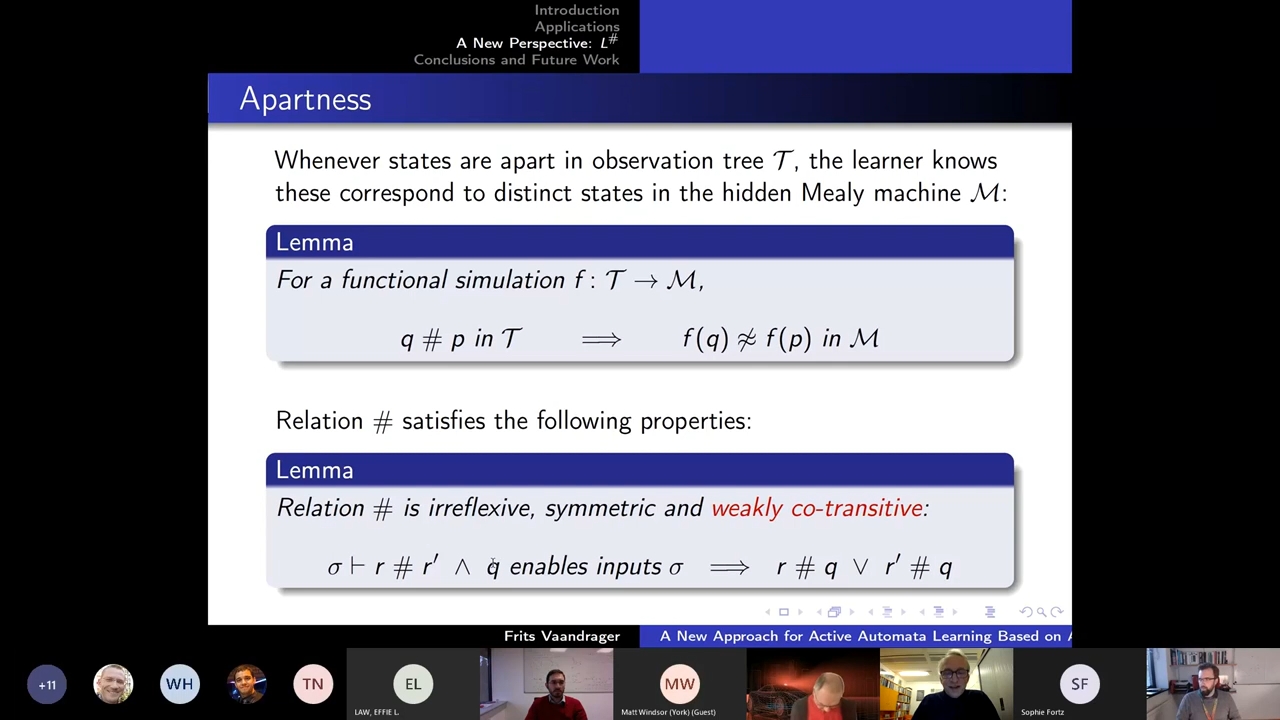 Introduction
Applications
A New Perspective: L#
Conclusions and Future Work
Apartness
Whenever states are apart in observation tree 𝒯, the learner knows
these correspond to distinct states in the hidden Mealy machine ℳ:
Lemma
For a functional simulation f : 𝒯 → ℳ,
q # p in 𝒯 ⟹ f(q) ≉ f(p) in ℳ
Relation # satisfies the following properties:
Lemma
Relation # is irreflexive, symmetric and weakly co-transitive:
σ ⊢ r # r′ ∧ q enables inputs σ ⟹ r # q ∨ r′ # q
Frits Vaandrager
A New Approach for Active Automata Learning Based on A
+11
WH
TN
EL
LAW, EFFIE L.
MW
Matt Windsor (York) (Guest)
SF
Sophie Fortz